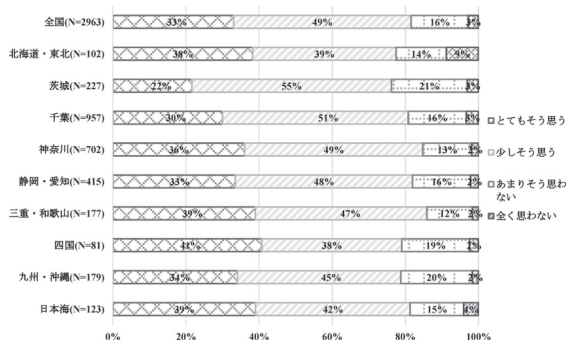 全国(N=2963) 33% 49% 16% 3%
北海道・東北(N=102) 38% 39% 14% 9%
茨城(N=227) 22% 55% 21% 3%
千葉(N=957) 30% 51% 16% 3%
神奈川(N=702) 36% 49% 13% 2%
静岡・愛知(N=415) 33% 48% 16% 2%
三重・和歌山(N=177) 39% 47% 12% 2%
四国(N=81) 41% 38% 19% 2%
九州・沖縄(N=179) 34% 45% 20% 2%
日本海(N=123) 39% 42% 15% 4%
0% 20% 40% 60% 80% 100%
とてもそう思う
少しそう思う
あまりそう思わ
ない
全く思わない